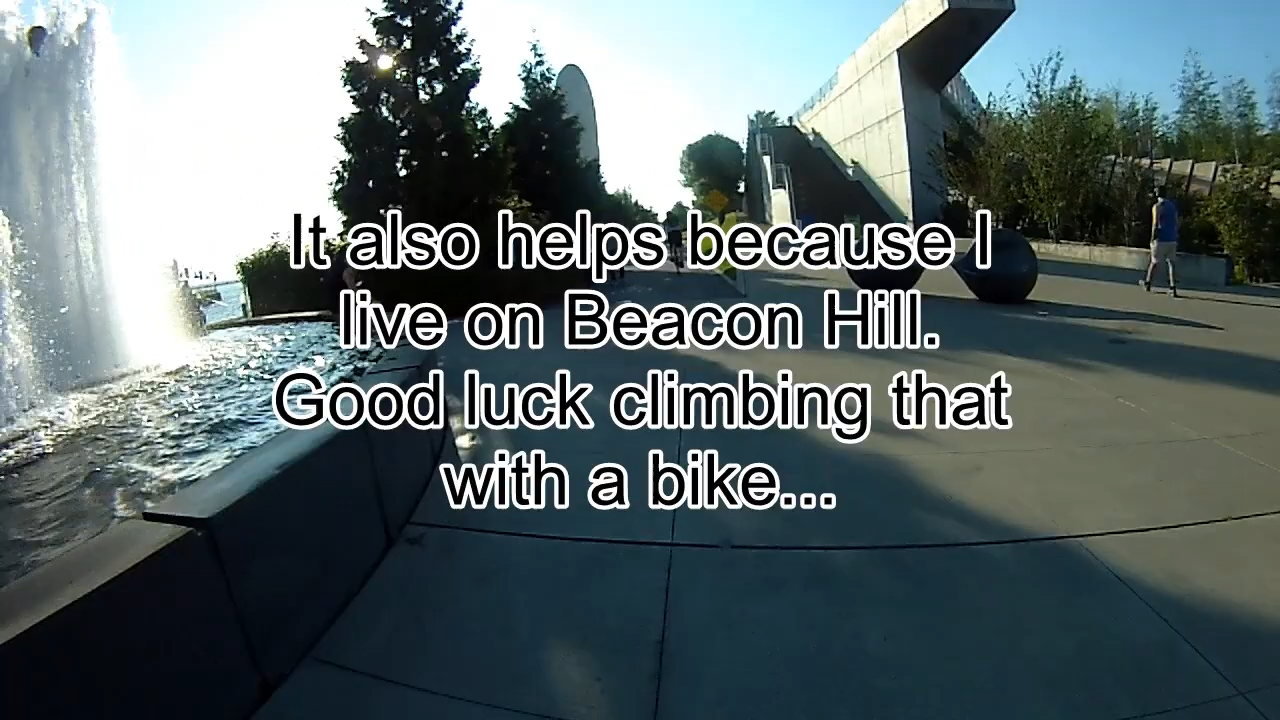 It also helps because I
live on Beacon Hill.
Good luck climbing that
with a bike...